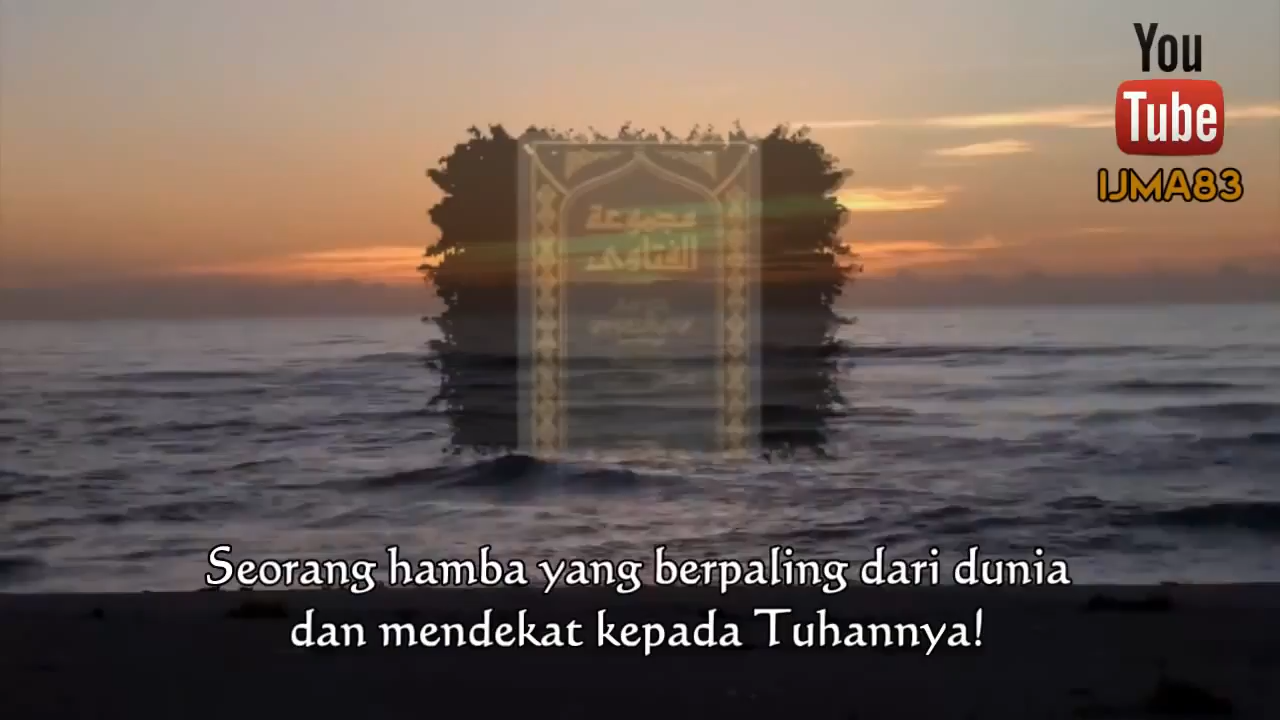 You
Tube
IJMA83
مجموعة
الفتاوى
Seorang hamba yang berpaling dari dunia
dan mendekat kepada Tuhannya!